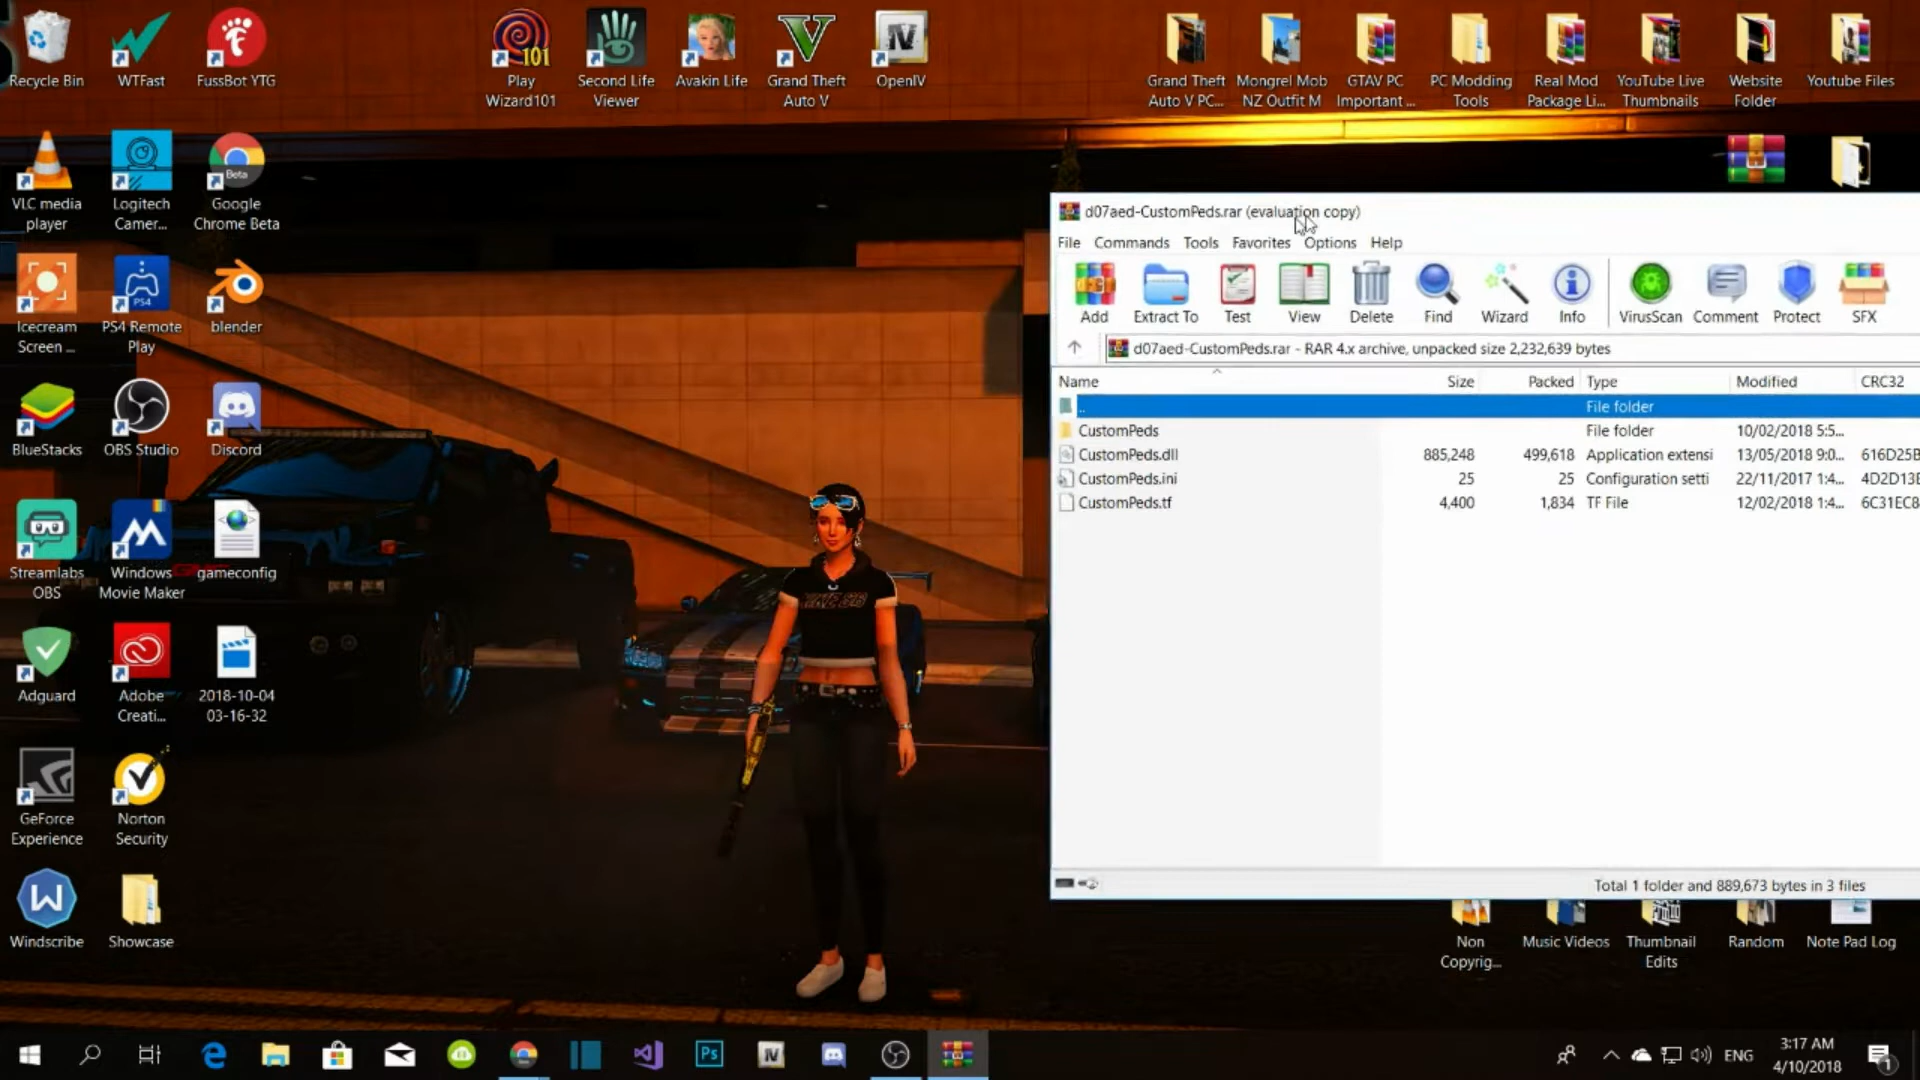 Recycle Bin
WTFast
FussBot YTG
Play
Wizard101
Second Life
Viewer
Avakin Life
Grand Theft
Auto V
OpenIV
Grand Theft
Auto V PC...
Mongrel Mob
NZ Outfit M
GTAV PC
Important ...
PC Modding
Tools
Real Mod
Package Li...
YouTube Live
Thumbnails
Website
Folder
Youtube Files
VLC media
player
Logitech
Camer...
Beta
Google
Chrome Beta
Icecream
Screen ...
PS4
PS4 Remote
Play
blender
BlueStacks
OBS Studio
Discord
Streamlabs
OBS
Windows
Movie Maker
gameconfig
Adguard
Adobe
Creati...
2018-10-04
03-16-32
GeForce
Experience
Norton
Security
Windscribe
Showcase
d07aed-CustomPeds.rar (evaluation copy)
File Commands Tools Favorites Options Help
Add Extract To Test View Delete Find Wizard Info VirusScan Comment Protect SFX
d07aed-CustomPeds.rar - RAR 4.x archive, unpacked size 2,232,639 bytes
Name Size Packed Type Modified CRC32
.. File folder
CustomPeds File folder 10/02/2018 5:5...
CustomPeds.dll 885,248 499,618 Application extensi 13/05/2018 9:0... 616D25B
CustomPeds.ini 25 25 Configuration setti 22/11/2017 1:4... 4D2D13E
CustomPeds.tf 4,400 1,834 TF File 12/02/2018 1:4... 6C31EC8
Total 1 folder and 889,673 bytes in 3 files
Non
Copyrig...
Music Videos
Thumbnail
Edits
Random
Note Pad Log
Ps
IV
ENG
3:17 AM
4/10/2018
1